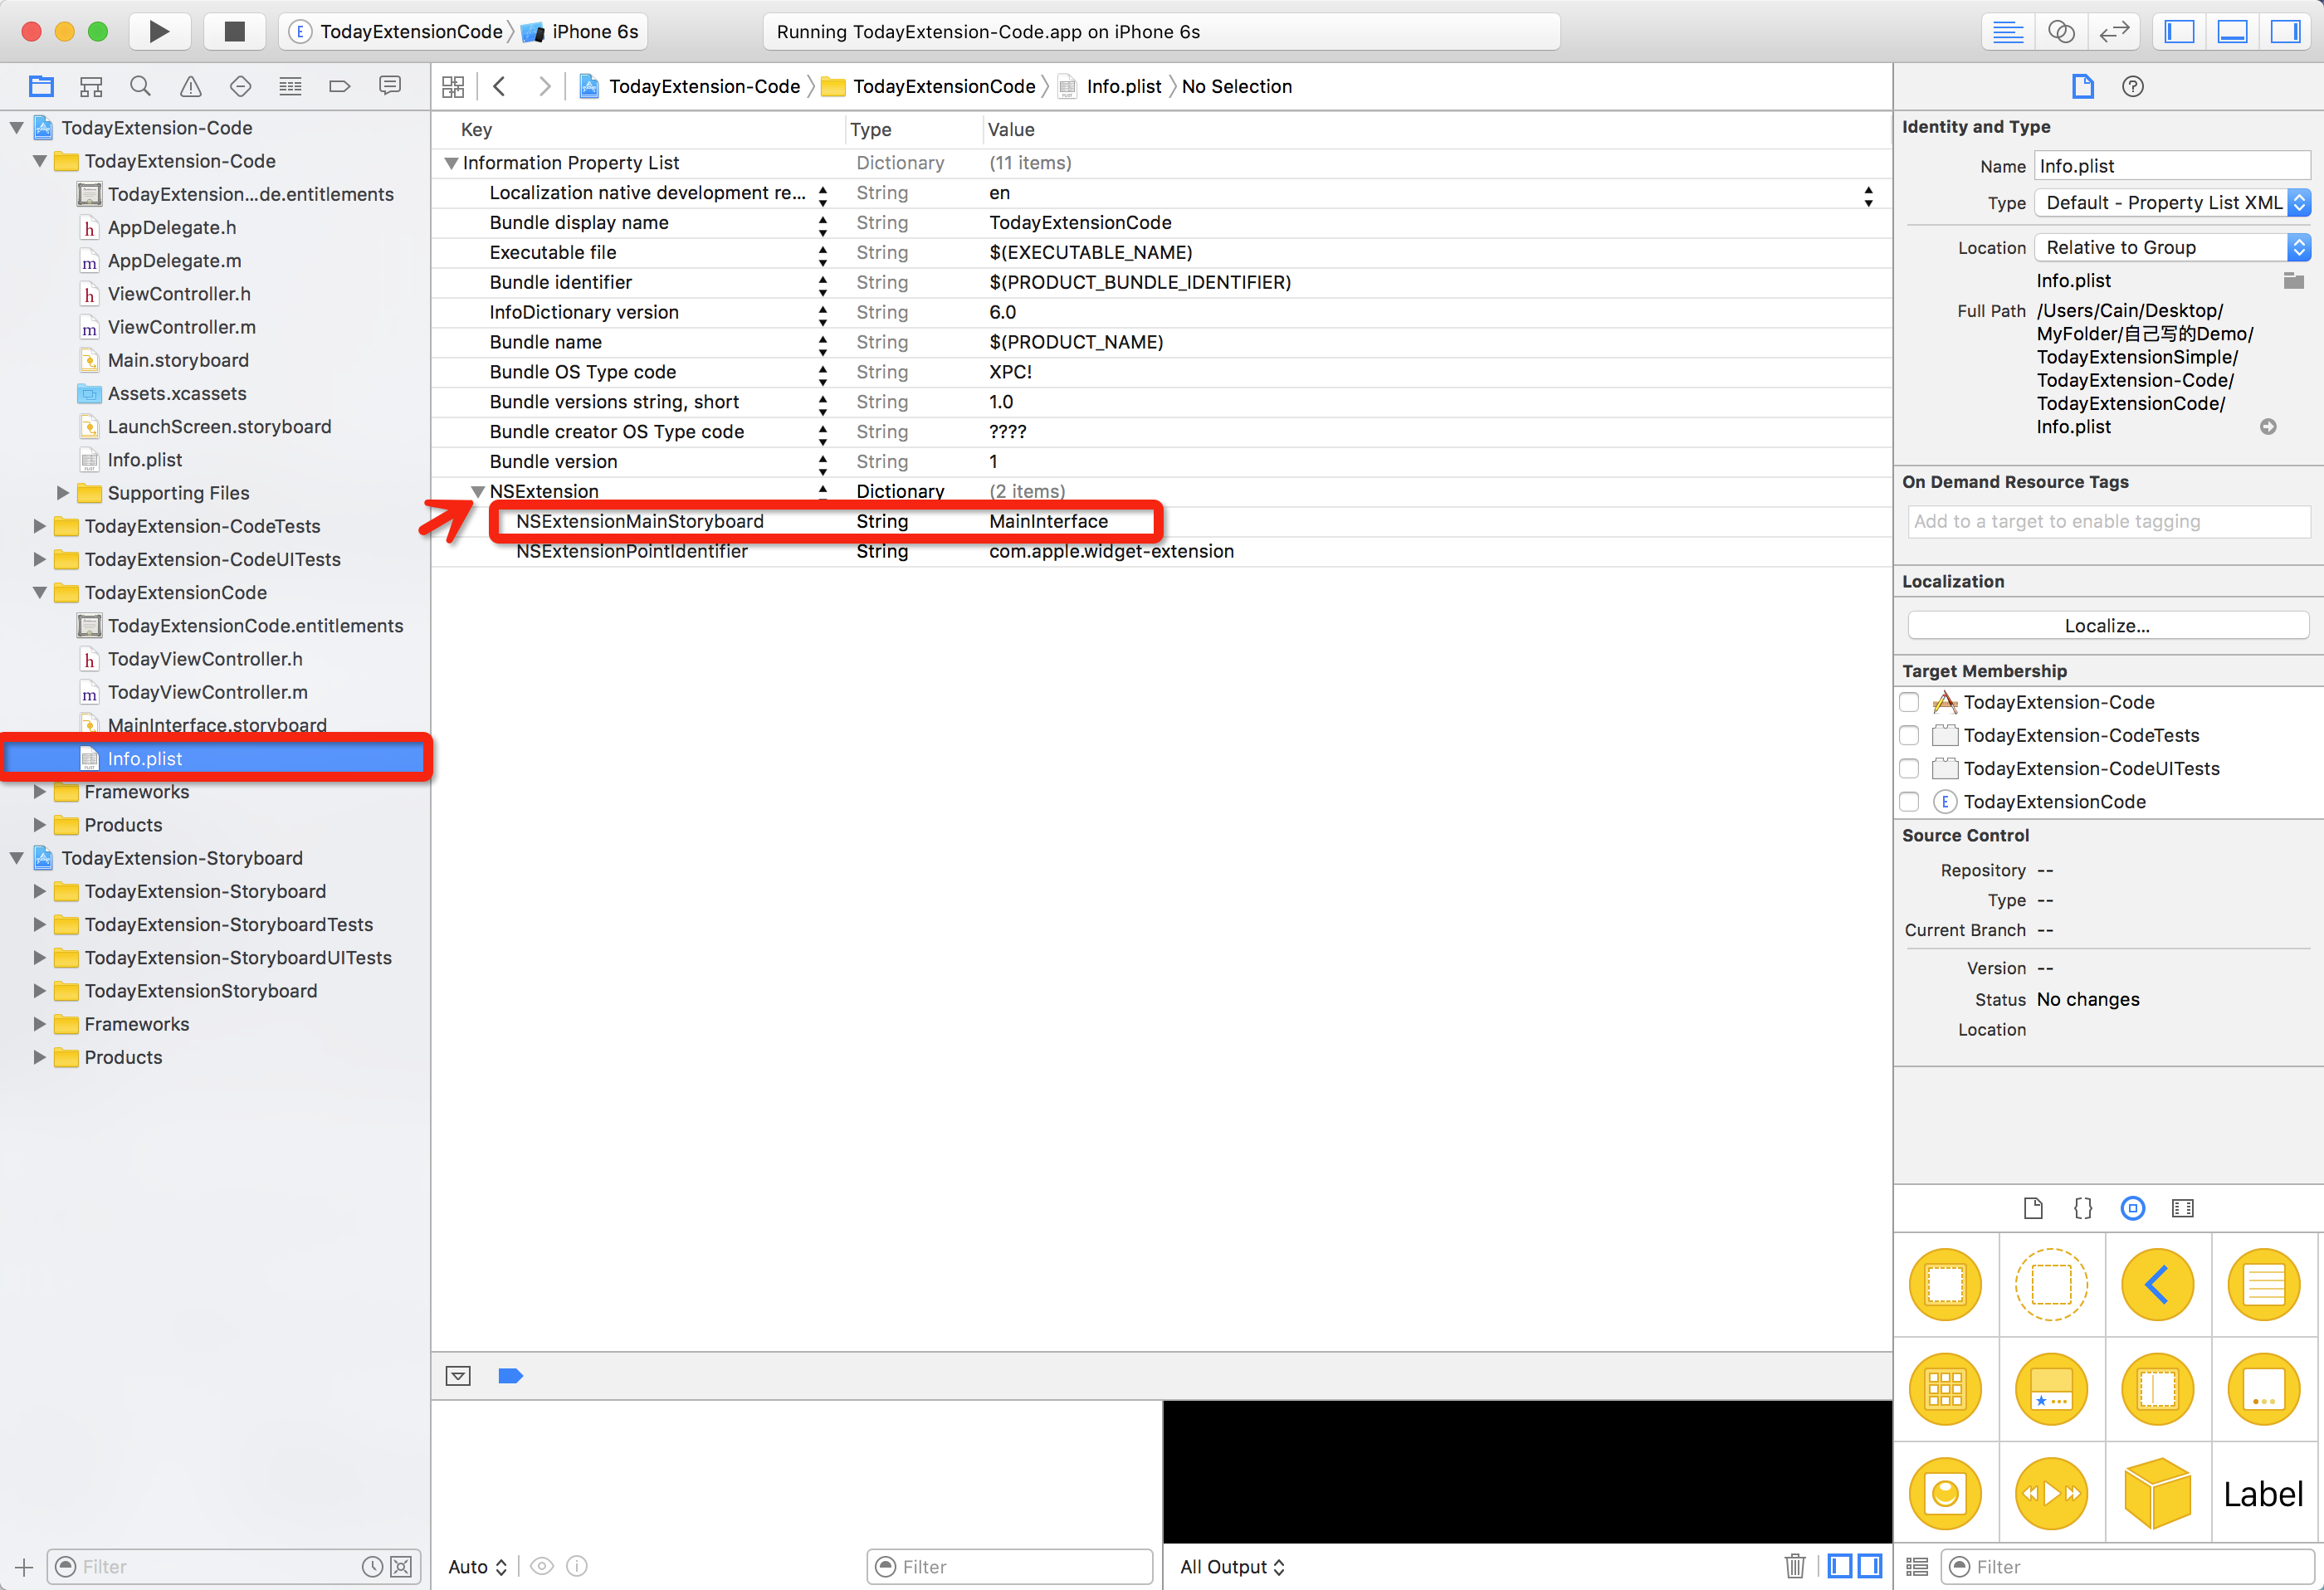 TodayExtensionCode 〉 iPhone 6s
Running TodayExtension-Code.app on iPhone 6s
TodayExtension-Code 〉 TodayExtensionCode 〉 Info.plist 〉 No Selection
TodayExtension-Code
TodayExtension-Code
TodayExtension...de.entitlements
AppDelegate.h
AppDelegate.m
ViewController.h
ViewController.m
Main.storyboard
Assets.xcassets
LaunchScreen.storyboard
Info.plist
Supporting Files
TodayExtension-CodeTests
TodayExtension-CodeUITests
TodayExtensionCode
TodayExtensionCode.entitlements
TodayViewController.h
TodayViewController.m
MainInterface.storyboard
Info.plist
Frameworks
Products
TodayExtension-Storyboard
TodayExtension-Storyboard
TodayExtension-StoryboardTests
TodayExtension-StoryboardUITests
TodayExtensionStoryboard
Frameworks
Products
Filter
Key Type Value
Information Property List Dictionary (11 items)
Localization native development re... String en
Bundle display name String TodayExtensionCode
Executable file String $(EXECUTABLE_NAME)
Bundle identifier String $(PRODUCT_BUNDLE_IDENTIFIER)
InfoDictionary version String 6.0
Bundle name String $(PRODUCT_NAME)
Bundle OS Type code String XPC!
Bundle versions string, short String 1.0
Bundle creator OS Type code String ????
Bundle version String 1
NSExtension Dictionary (2 items)
NSExtensionMainStoryboard String MainInterface
NSExtensionPointIdentifier String com.apple.widget-extension
Auto
Filter
All Output
Identity and Type
Name Info.plist
Type Default - Property List XML
Location Relative to Group
Info.plist
Full Path /Users/Cain/Desktop/
MyFolder/自己写的Demo/
TodayExtensionSimple/
TodayExtension-Code/
TodayExtensionCode/
Info.plist
On Demand Resource Tags
Add to a target to enable tagging
Localization
Localize...
Target Membership
TodayExtension-Code
TodayExtension-CodeTests
TodayExtension-CodeUITests
E TodayExtensionCode
Source Control
Repository --
Type --
Current Branch --
Version --
Status No changes
Location
Label
Filter